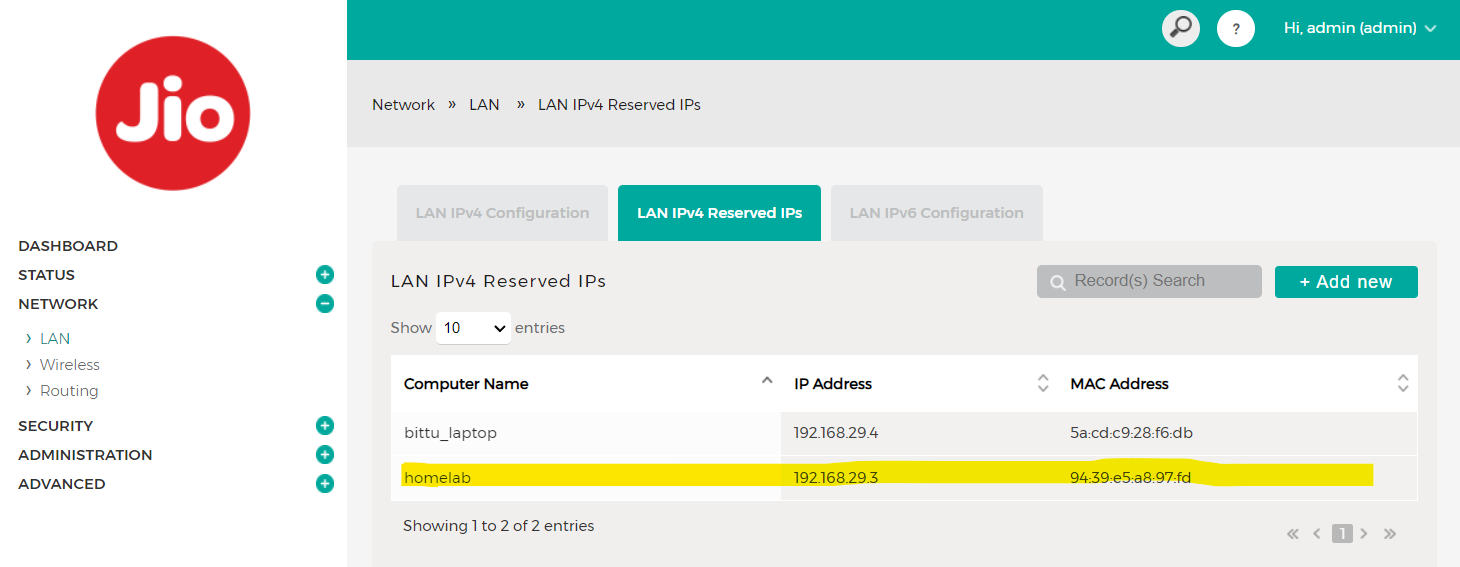 Jio
? Hi, admin (admin)
Network » LAN » LAN IPv4 Reserved IPs
DASHBOARD
STATUS
NETWORK
› LAN
› Wireless
› Routing
SECURITY
ADMINISTRATION
ADVANCED
LAN IPv4 Configuration LAN IPv4 Reserved IPs LAN IPv6 Configuration
LAN IPv4 Reserved IPs Record(s) Search + Add new
Show 10 entries
Computer Name IP Address MAC Address
bittu_laptop 192.168.29.4 5a:cd:c9:28:f6:db
homelab 192.168.29.3 94:39:e5:a8:97:fd
Showing 1 to 2 of 2 entries
« ‹ 1 › »